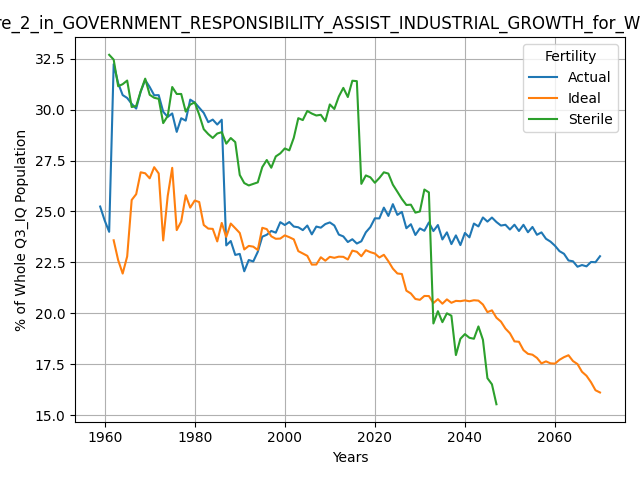 re_2_in_GOVERNMENT_RESPONSIBILITY_ASSIST_INDUSTRIAL_GROWTH_for_W
Fertility
Actual
Ideal
Sterile
% of Whole Q3_IQ Population
32.5
30.0
27.5
25.0
22.5
20.0
17.5
15.0
1960 1980 2000 2020 2040 2060
Years